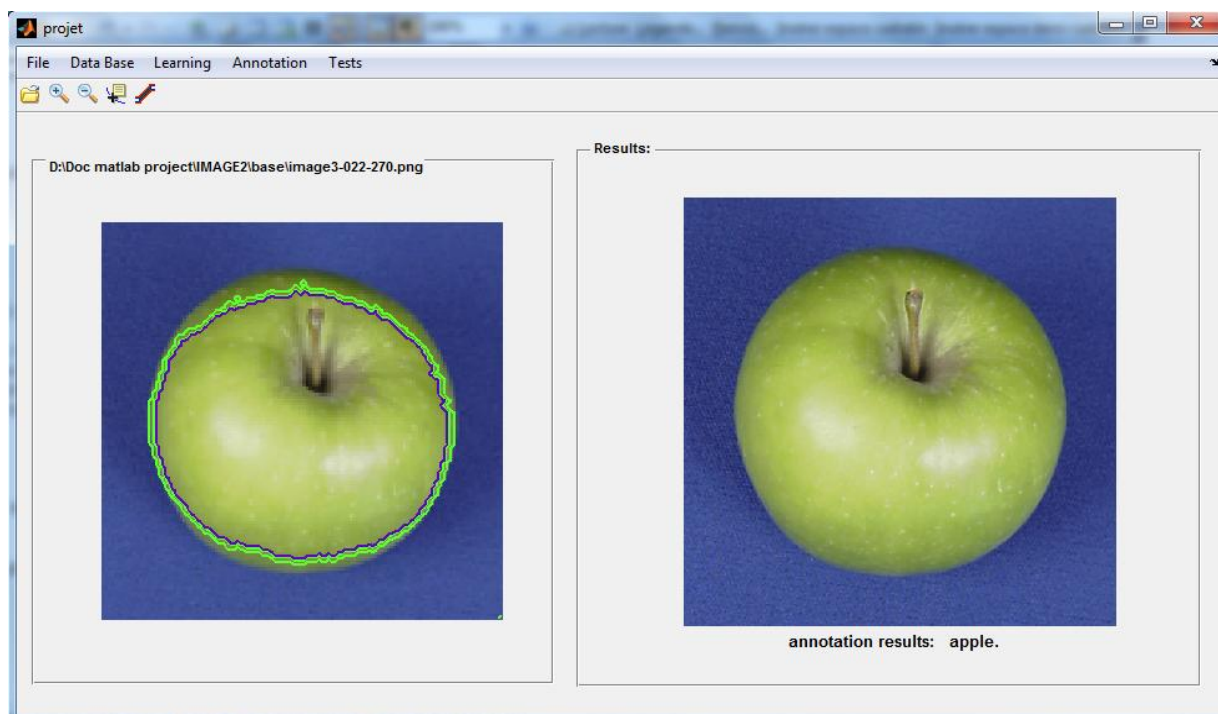 projet
File Data Base Learning Annotation Tests
D:\Doc matlab project\IMAGE2\base\image3-022-270.png
Results:
annotation results: apple.